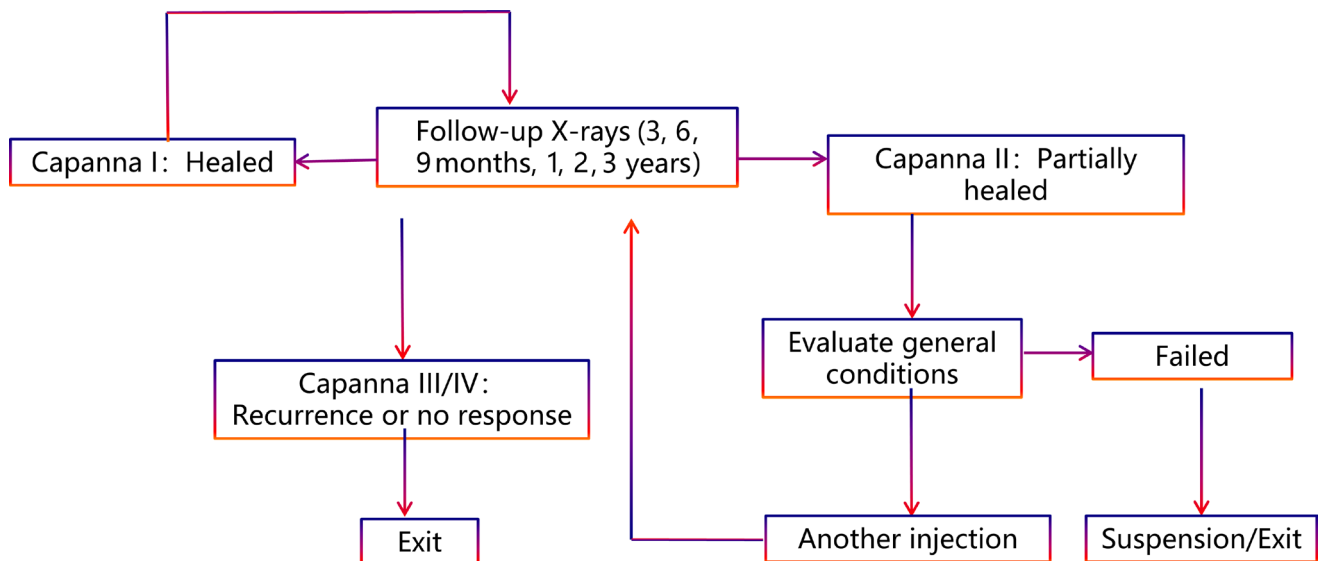 Follow-up X-rays (3, 6,
9 months, 1, 2, 3 years)
Capanna I： Healed
Capanna II： Partially
healed
Evaluate general
conditions
Failed
Capanna III/IV：
Recurrence or no response
Exit
Another injection
Suspension/Exit